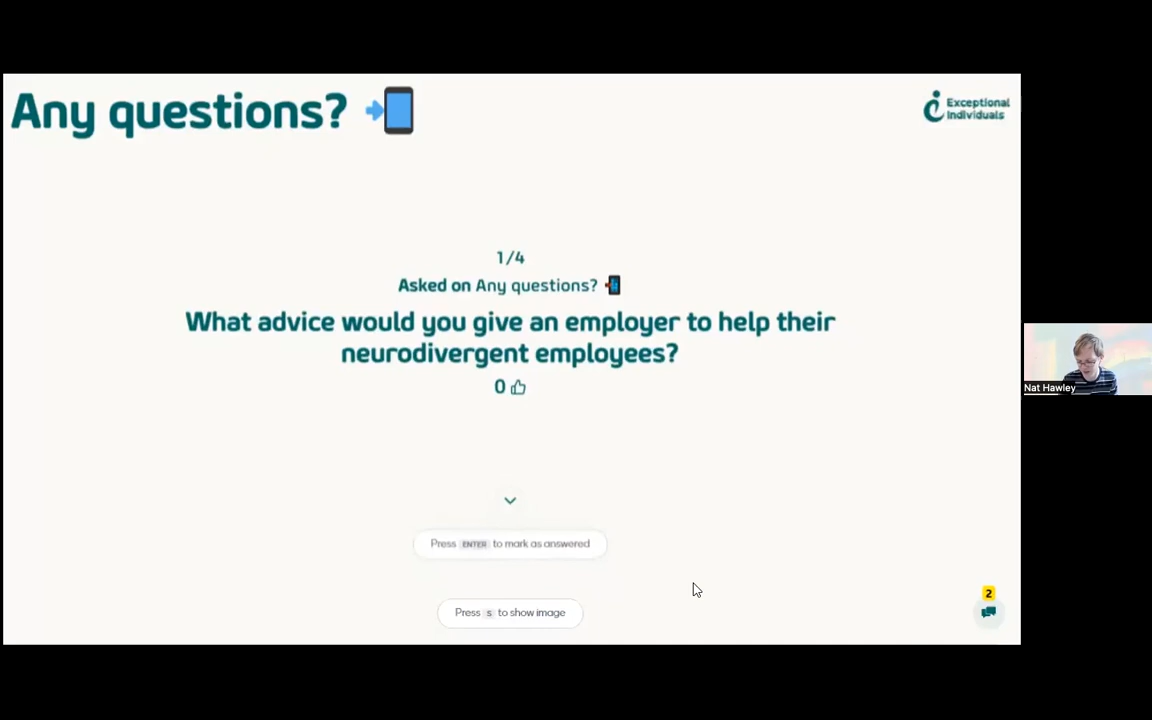 Any questions?
Exceptional
Individuals
1/4
Asked on Any questions?
What advice would you give an employer to help their
neurodivergent employees?
0
Nat Hawley
Press ENTER to mark as answered
2
Press S to show image